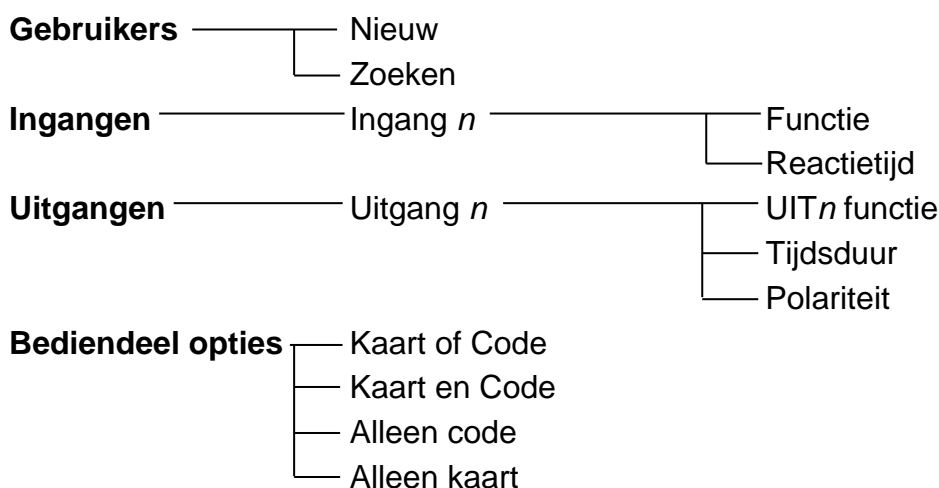 Gebruikers Nieuw
Zoeken
Ingangen Ingang n Functie
Reactietijd
Uitgangen Uitgang n UITn functie
Tijdsduur
Polariteit
Bediendeel opties Kaart of Code
Kaart en Code
Alleen code
Alleen kaart